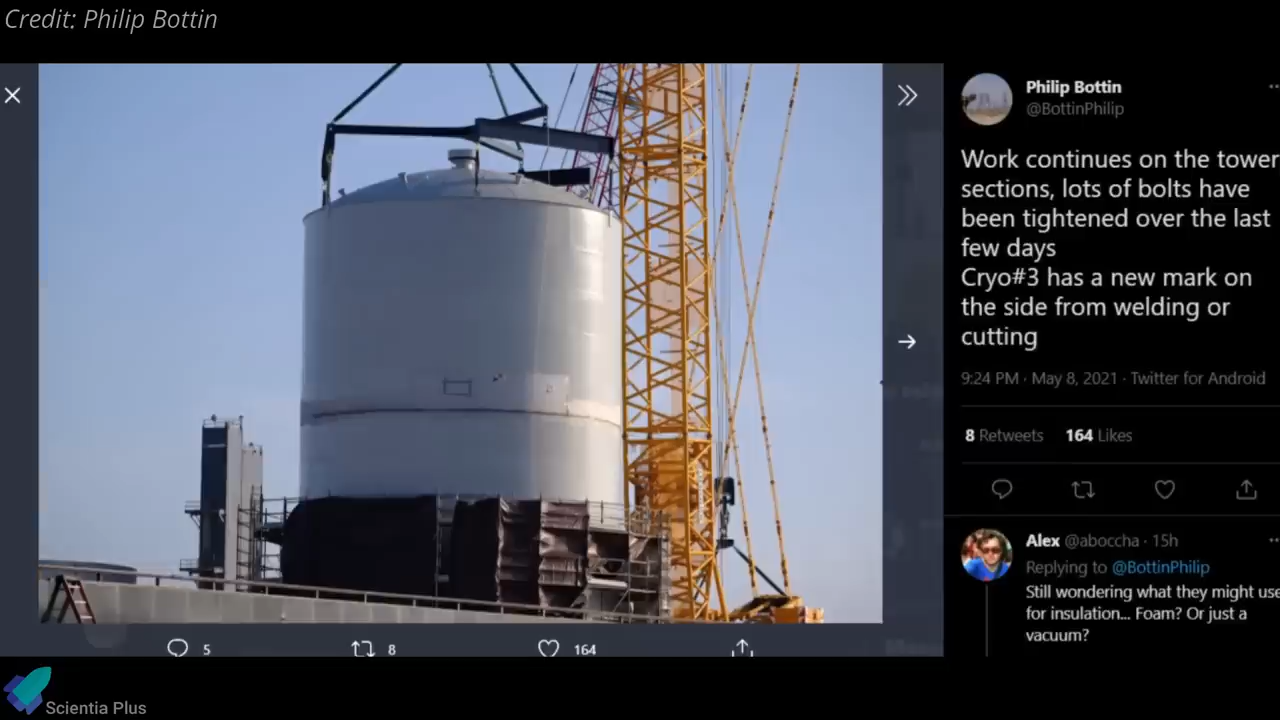 Credit: Philip Bottin
Philip Bottin
@BottinPhilip
Work continues on the tower
sections, lots of bolts have
been tightened over the last
few days
Cryo#3 has a new mark on
the side from welding or
cutting
9:24 PM · May 8, 2021 · Twitter for Android
8 Retweets 164 Likes
Alex @aboccha · 15h
Replying to @BottinPhilip
Still wondering what they might use
for insulation... Foam? Or just a
vacuum?
5 8 164
Scientia Plus